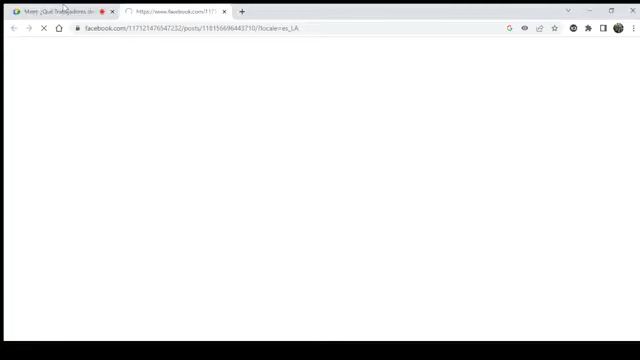 Meet: ¿Qué Trabajadores de
https://www.facebook.com/1171
facebook.com/117121476547232/posts/118156696443710/?locale=es_LA